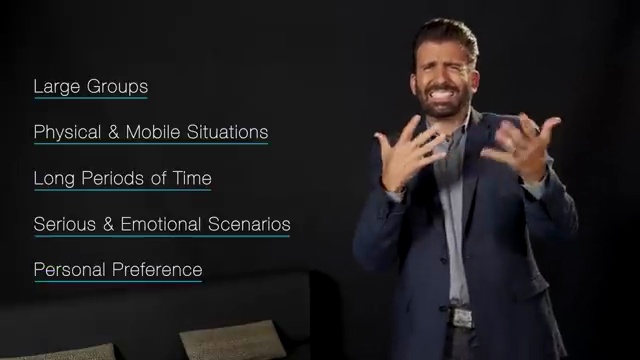 Large Groups
Physical & Mobile Situations
Long Periods of Time
Serious & Emotional Scenarios
Personal Preference